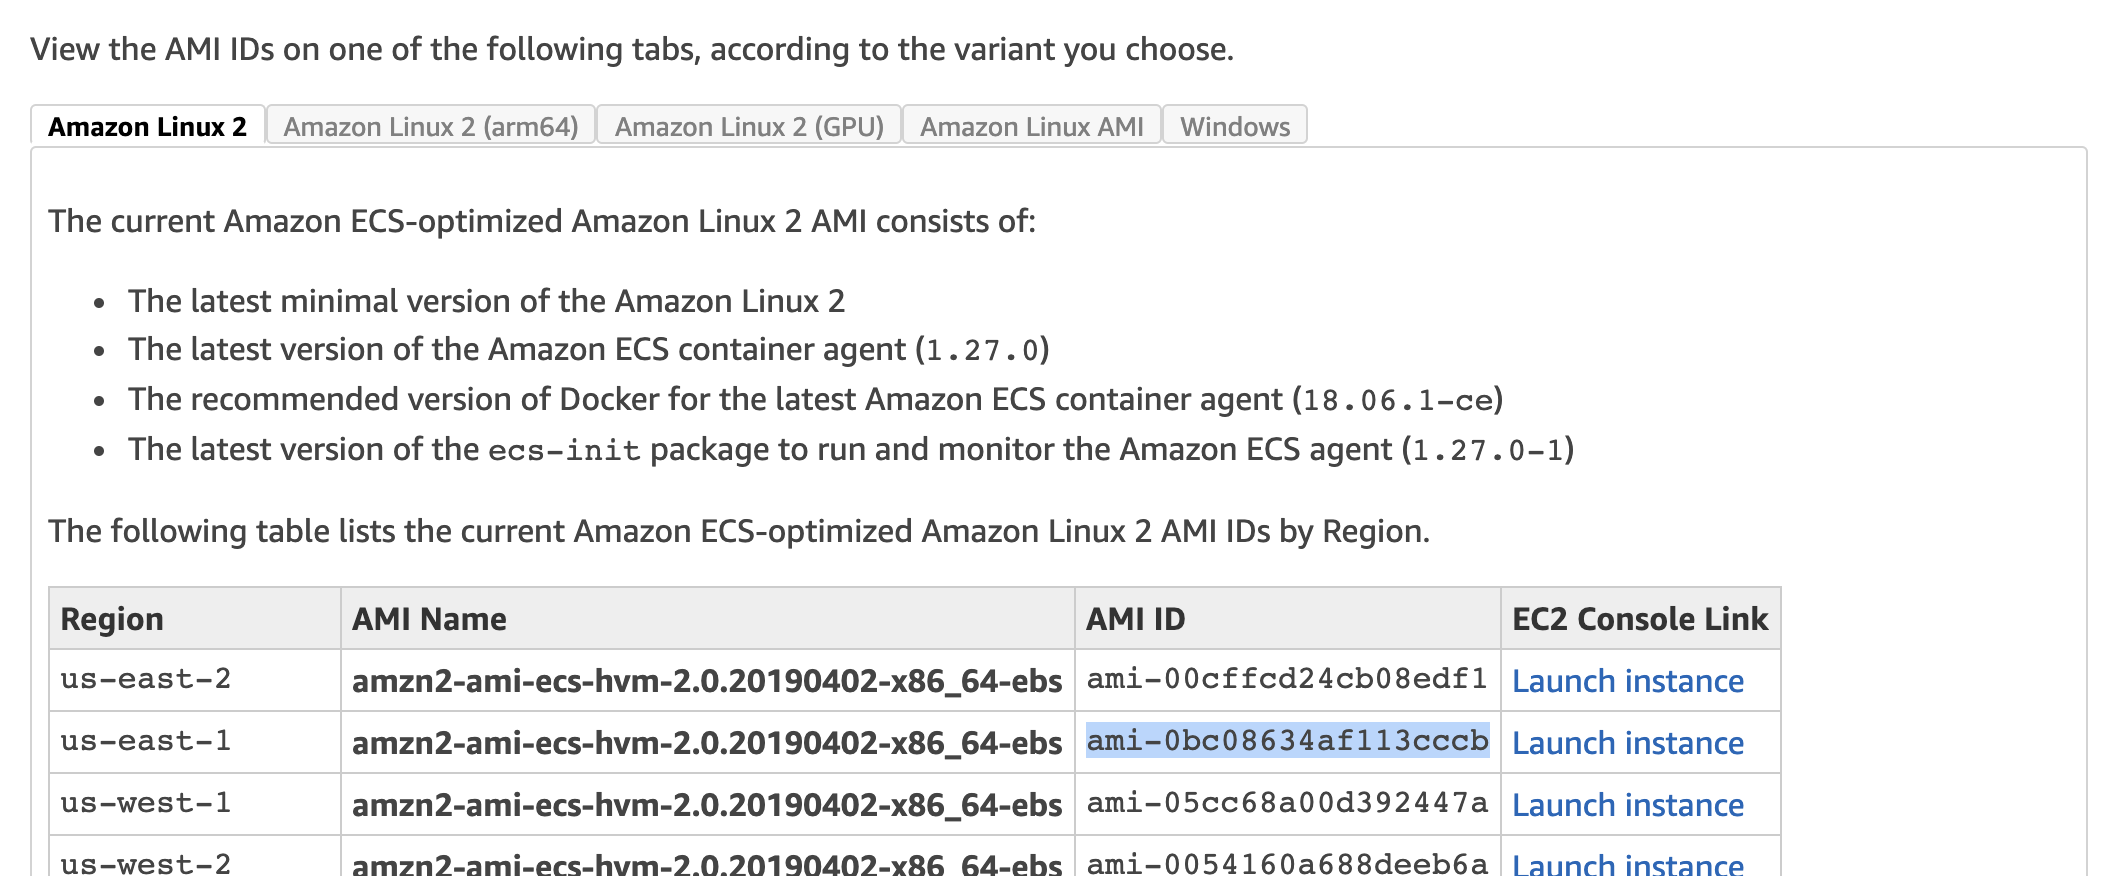 View the AMI IDs on one of the following tabs, according to the variant you choose.
Amazon Linux 2 Amazon Linux 2 (arm64) Amazon Linux 2 (GPU) Amazon Linux AMI Windows
The current Amazon ECS-optimized Amazon Linux 2 AMI consists of:
• The latest minimal version of the Amazon Linux 2
• The latest version of the Amazon ECS container agent (1.27.0)
• The recommended version of Docker for the latest Amazon ECS container agent (18.06.1-ce)
• The latest version of the ecs-init package to run and monitor the Amazon ECS agent (1.27.0-1)
The following table lists the current Amazon ECS-optimized Amazon Linux 2 AMI IDs by Region.
Region AMI Name AMI ID EC2 Console Link
us-east-2 amzn2-ami-ecs-hvm-2.0.20190402-x86_64-ebs ami-00cffcd24cb08edf1 Launch instance
us-east-1 amzn2-ami-ecs-hvm-2.0.20190402-x86_64-ebs ami-0bc08634af113cccb Launch instance
us-west-1 amzn2-ami-ecs-hvm-2.0.20190402-x86_64-ebs ami-05cc68a00d392447a Launch instance
us-west-2 amzn2-ami-ecs-hvm-2.0.20190402-x86_64-ebs ami-0054160a688deeb6a Launch instance